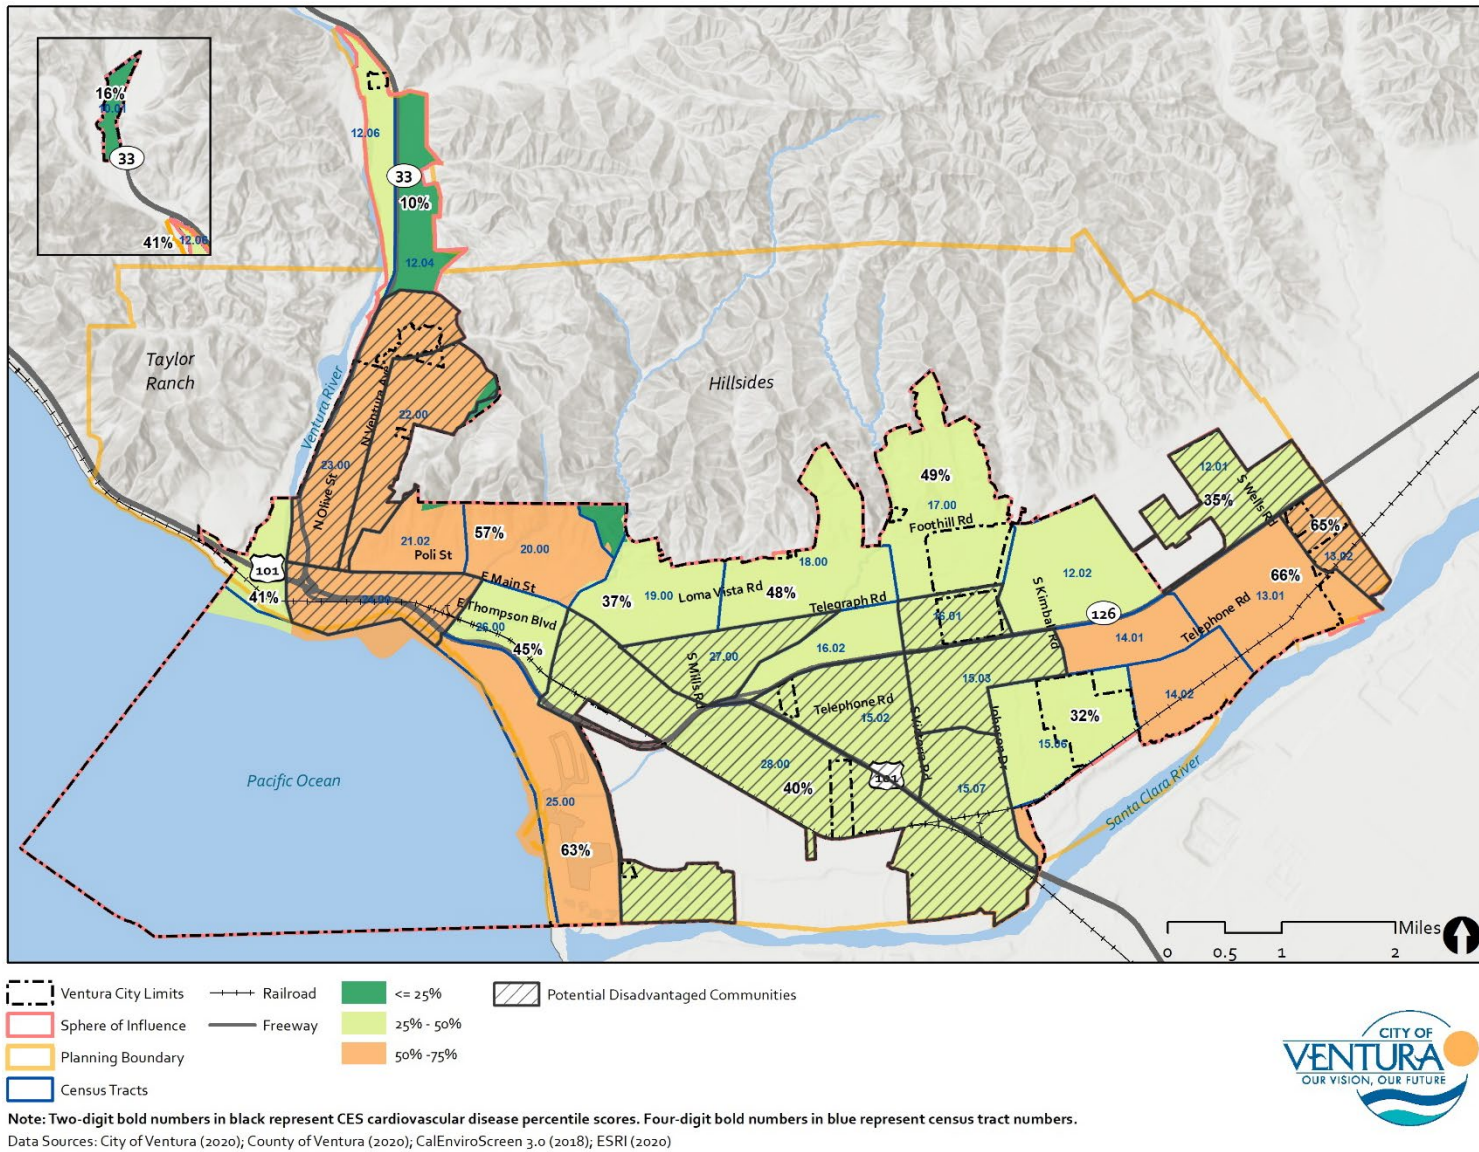 16%
10.01
33
41%
12.06
12.06
33
10%
12.04
Taylor
Ranch
Ventura River
N Ventura Ave
22.00
23.00
N Olive St
Hillsides
49%
17.00
Foothill Rd
12.01
35%
S Wells Rd
65%
13.02
21.02
Poli St
57%
20.00
101
41%
24.00
E Main St
E Thompson Blvd
26.00
45%
37%
19.00
Loma Vista Rd
48%
18.00
Telegraph Rd
12.02
S Kimball Rd
126
66%
13.01
Telephone Rd
14.01
14.02
16.01
16.02
27.00
S Mills Rd
15.03
Telephone Rd
15.02
S Victoria Rd
Johnson Dr
32%
15.06
28.00
40%
101
15.07
Pacific Ocean
25.00
63%
Santa Clara River
Miles
0 0.5 1 2
Ventura City Limits
Sphere of Influence
Planning Boundary
Census Tracts
Railroad
Freeway
<= 25%
25% - 50%
50% -75%
Potential Disadvantaged Communities
CITY OF
VENTURA
OUR VISION, OUR FUTURE
Note: Two-digit bold numbers in black represent CES cardiovascular disease percentile scores. Four-digit bold numbers in blue represent census tract numbers.
Data Sources: City of Ventura (2020); County of Ventura (2020); CalEnviroScreen 3.0 (2018); ESRI (2020)